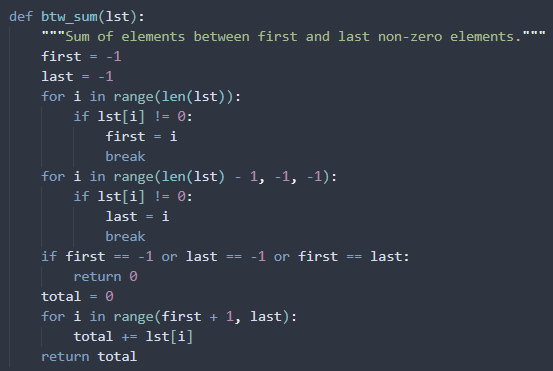 def btw_sum(lst):
    """Sum of elements between first and last non-zero elements."""
    first = -1
    last = -1
    for i in range(len(lst)):
        if lst[i] != 0:
            first = i
            break
    for i in range(len(lst) - 1, -1, -1):
        if lst[i] != 0:
            last = i
            break
    if first == -1 or last == -1 or first == last:
        return 0
    total = 0
    for i in range(first + 1, last):
        total += lst[i]
    return total